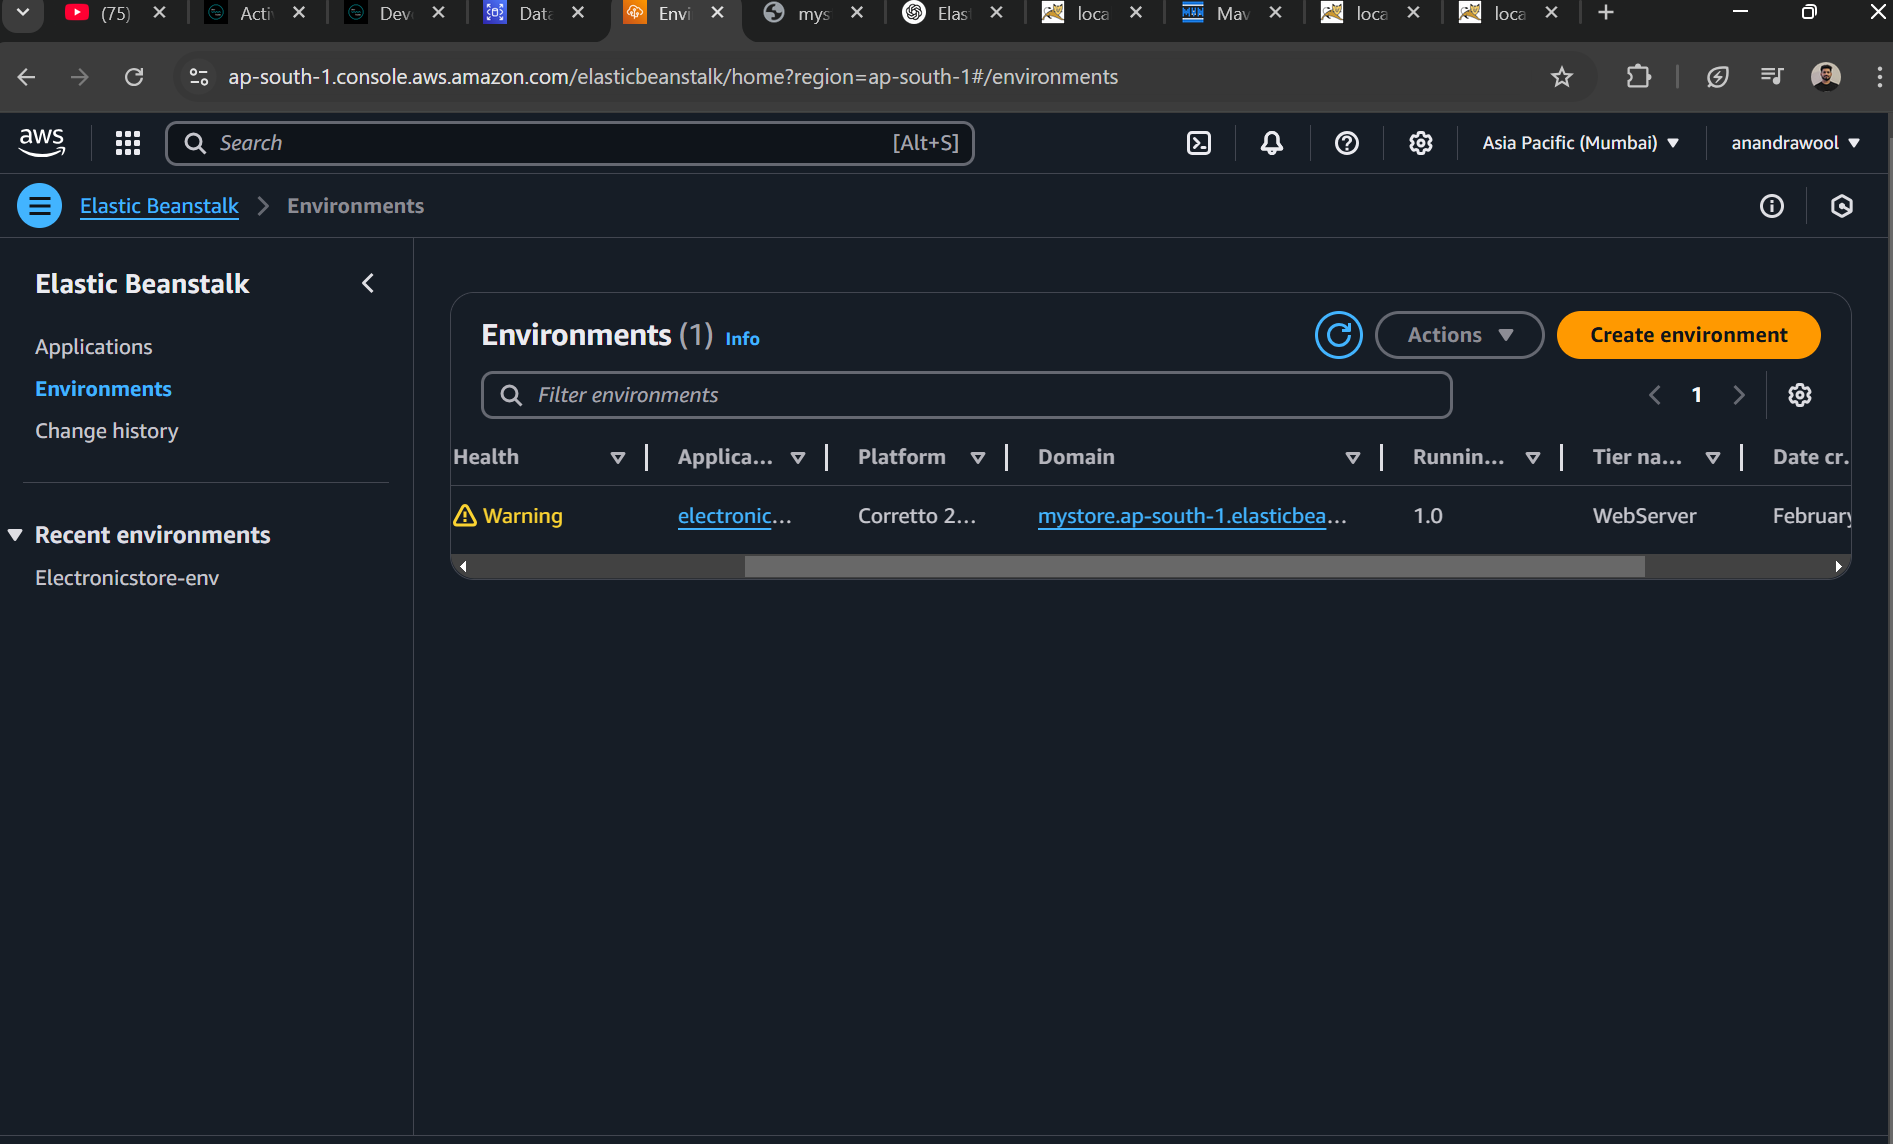 (75) Acti Dev Data Envi mys Elast loca Mav loca loca
ap-south-1.console.aws.amazon.com/elasticbeanstalk/home?region=ap-south-1#/environments
aws Search [Alt+S] Asia Pacific (Mumbai) anandrawool
Elastic Beanstalk Environments
Elastic Beanstalk
Applications
Environments
Change history
Recent environments
Electronicstore-env
Environments (1) Info Actions Create environment
Filter environments 1
Health Applica... Platform Domain Runnin... Tier na... Date cr.
Warning electronic... Corretto 2... mystore.ap-south-1.elasticbea... 1.0 WebServer February